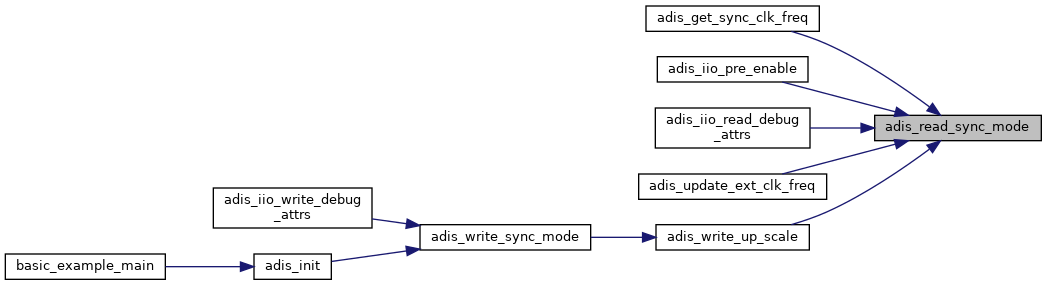 adis_get_sync_clk_freq
adis_iio_pre_enable
adis_iio_read_debug
_attrs
adis_read_sync_mode
adis_update_ext_clk_freq
adis_iio_write_debug
_attrs
adis_write_sync_mode
adis_write_up_scale
basic_example_main
adis_init